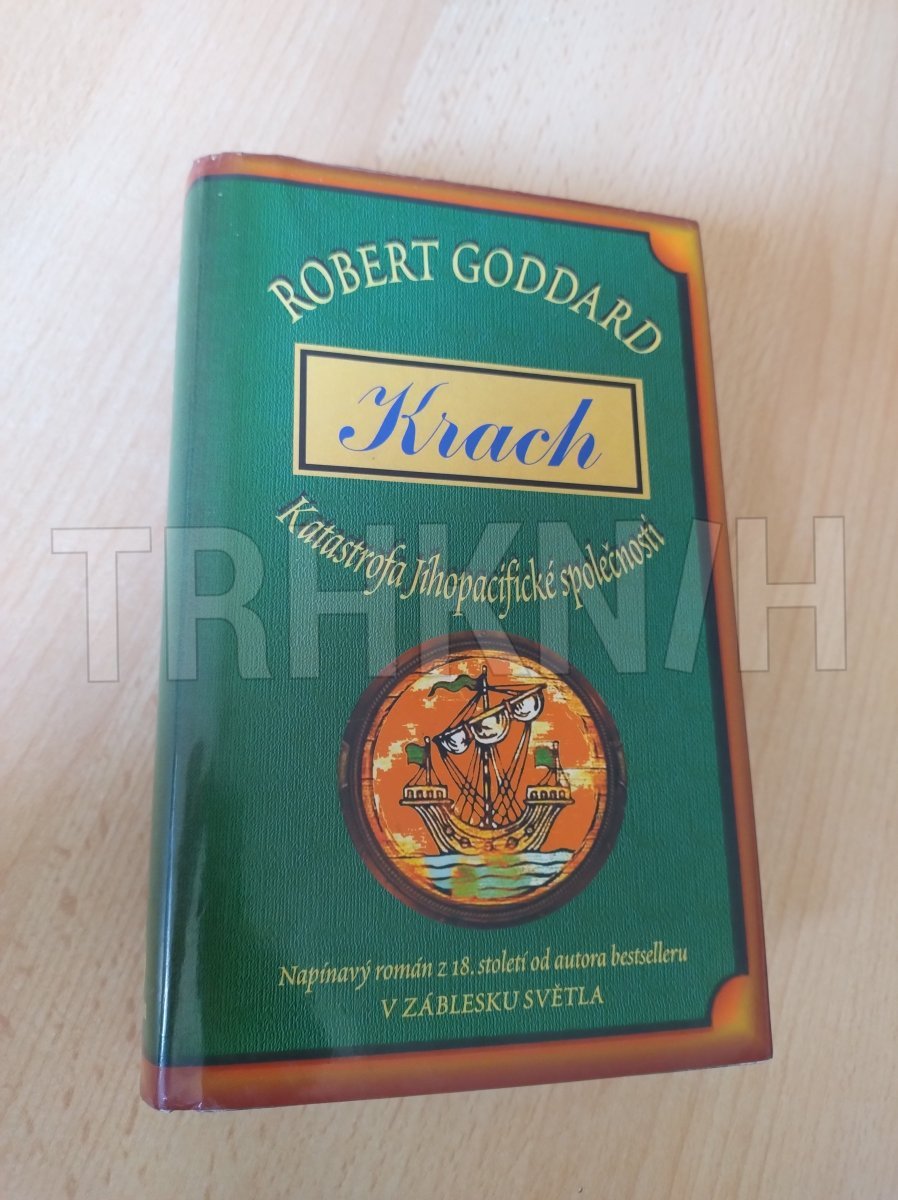 ROBERT GODDARD
Krach
Katastrofa Jihopacifické společnosti
TRHKNIH
Napínavý román z 18. století od autora bestselleru
V ZÁBLESKU SVĚTLA